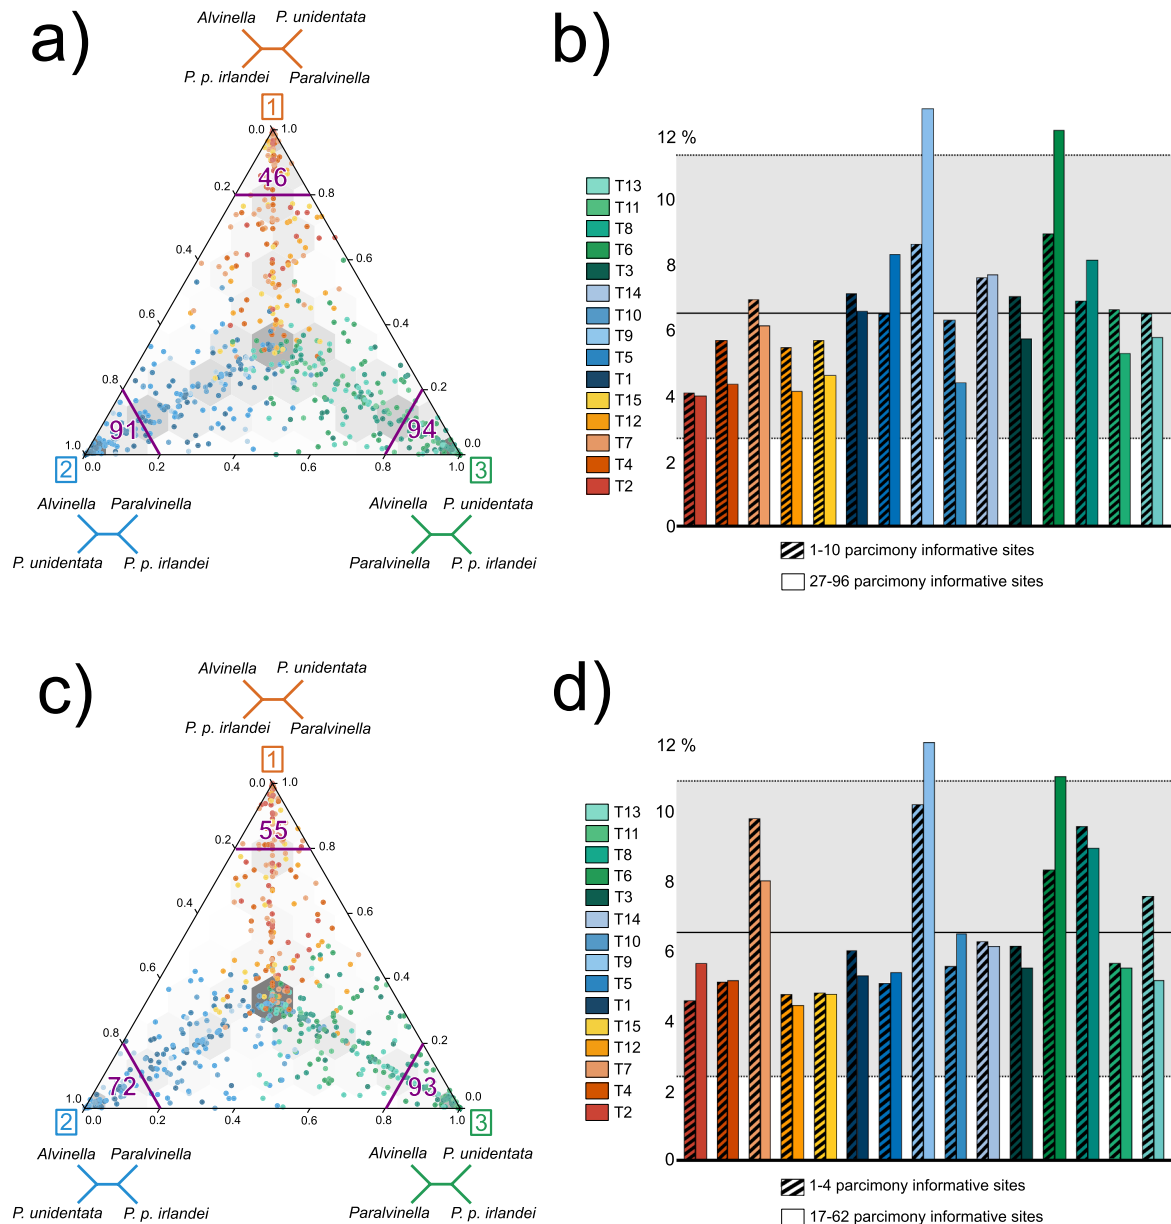 a)
Alvinella P. unidentata
P. p. irlandei Paralvinella
1
0.0 1.0
46
0.2 0.8
0.4 0.6
0.6 0.4
0.8 0.2
91 94
1.0 0.0
0.0 0.2 0.4 0.6 0.8 1.0
2 3
Alvinella Paralvinella
P. unidentata P. p. irlandei
Alvinella P. unidentata
Paralvinella P. p. irlandei
b)
12 %
10
8
6
4
2
0
T13
T11
T8
T6
T3
T14
T10
T9
T5
T1
T15
T12
T7
T4
T2
1-10 parcimony informative sites
27-96 parcimony informative sites
c)
Alvinella P. unidentata
P. p. irlandei Paralvinella
1
0.0 1.0
55
0.2 0.8
0.4 0.6
0.6 0.4
0.8 0.2
72 93
1.0 0.0
0.0 0.2 0.4 0.6 0.8 1.0
2 3
Alvinella Paralvinella
P. unidentata P. p. irlandei
Alvinella P. unidentata
Paralvinella P. p. irlandei
d)
12 %
10
8
6
4
2
0
T13
T11
T8
T6
T3
T14
T10
T9
T5
T1
T15
T12
T7
T4
T2
1-4 parcimony informative sites
17-62 parcimony informative sites